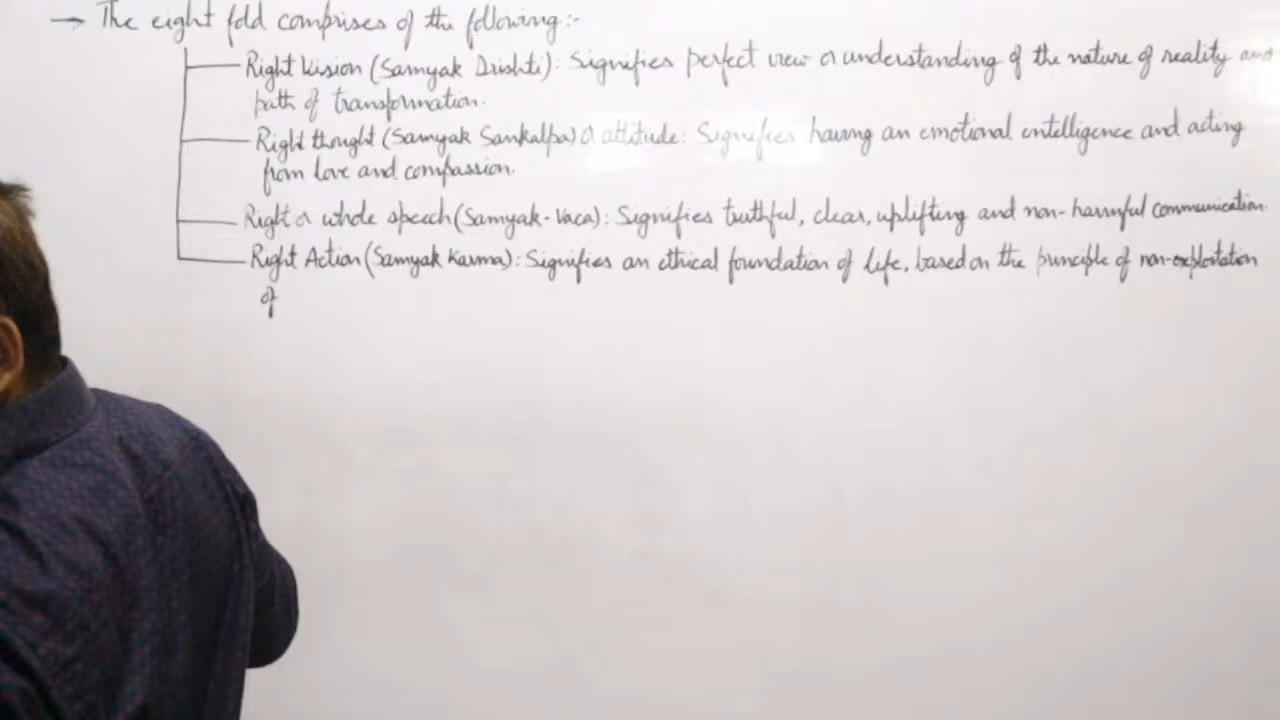 → The eight fold comprises of the following:-
Right Vision (Samyak Drishti): Signifies perfect view or understanding of the nature of reality and
path of transformation.
Right thought (Samyak Sankalpa) or attitude: Signifies having an emotional intelligence and acting
from love and compassion.
Right or whole speech (Samyak-Vaca): Signifies truthful, clear, uplifting and non-harmful communication.
Right Action (Samyak Karma): Signifies an ethical foundation of life, based on the principle of non-exploitation
of